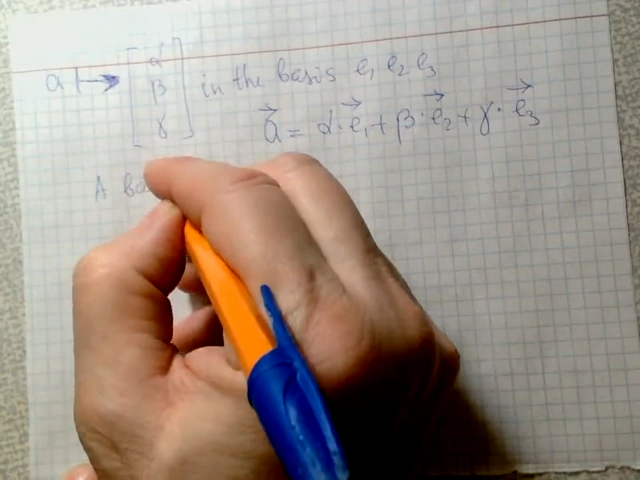 a ↦ [α β γ] in the basis e₁ e₂ e₃
a⃗ = α·e⃗₁ + β·e⃗₂ + γ·e⃗₃
A